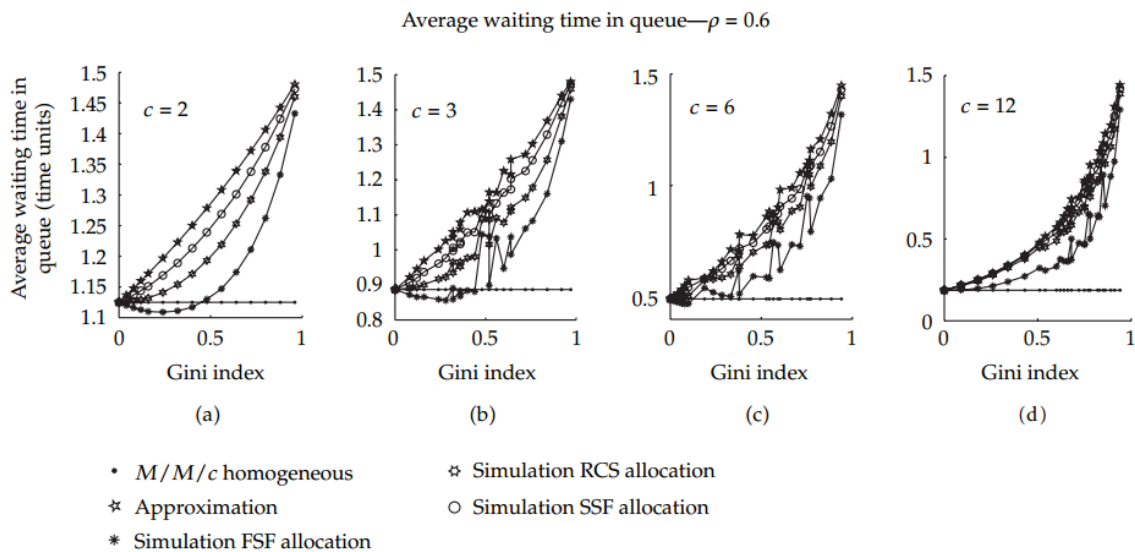 Average waiting time in queue—ρ = 0.6
Average waiting time in
queue (time units)
1.5
1.45
1.4
1.35
1.3
1.25
1.2
1.15
1.1
c = 2
0 0.5 1
Gini index
(a)
1.5
1.4
1.3
1.2
1.1
1
0.9
0.8
c = 3
0 0.5 1
Gini index
(b)
1.5
1
0.5
c = 6
0 0.5 1
Gini index
(c)
1.5
1
0.5
0
c = 12
0 0.5 1
Gini index
(d)
M/M/c homogeneous
Approximation
Simulation FSF allocation
Simulation RCS allocation
Simulation SSF allocation